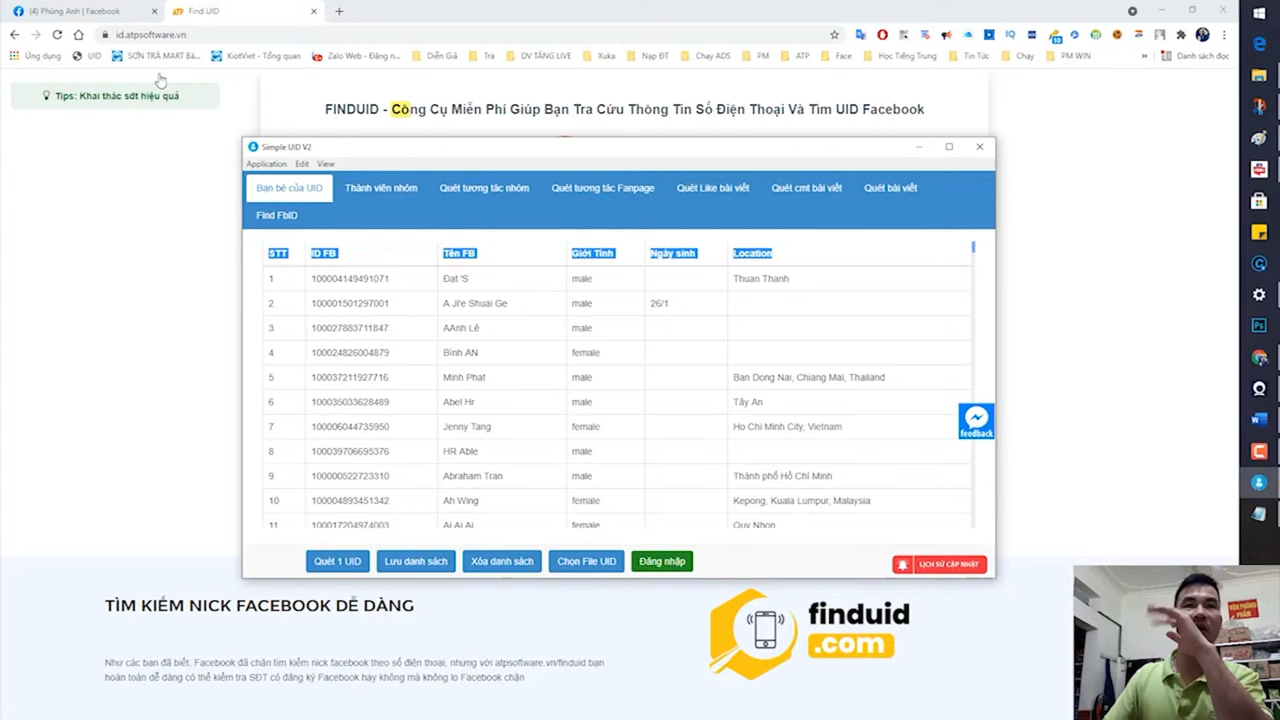 (4) Phùng Anh | Facebook
Find UID
id.atpsoftware.vn
Ứng dụng
UID
SƠN TRÀ MART Bá...
KiotViet - Tổng quan
Zalo Web - Đăng n...
Diễn Giả
Trà
DV TĂNG LIVE
Xuka
Nạp ĐT
Chạy ADS
PM
ATP
Facebook
Học Tiếng Trung
Tin Tức
Chạy
PM WIN
»
Danh sách đọc
Tips: Khai thác sđt hiệu quả
FINDUID - Công Cụ Miễn Phí Giúp Bạn Tra Cứu Thông Tin Số Điện Thoại Và Tìm UID Facebook
Simple UID V2
Application Edit View
Bạn bè của UID
Thành viên nhóm
Quét tương tác nhóm
Quét tương tác Fanpage
Quét Like bài viết
Quét cmt bài viết
Quét bài viết
Find FbID
STT ID FB Tên FB Giới Tính Ngày sinh Location
1 100004149491071 Đạt 'S male Thuan Thanh
2 100001501297001 A Ji'e Shuai Ge male 26/1
3 100027883711847 AAnh Lê male
4 100024826004879 Bình AN female
5 100037211927716 Minh Phat male Ban Dong Nai, Chiang Mai, Thailand
6 100035033628489 Abel Hr male Tây An
7 100006044735950 Jenny Tang female Ho Chi Minh City, Vietnam
8 100039706695376 HR Able male
9 100000522723310 Abraham Tran male Thành phố Hồ Chí Minh
10 100004893451342 Ah Wing female Kepong, Kuala Lumpur, Malaysia
11 100017204974003 Ai Ai Ai female Quy Nhon
feedback
Quét 1 UID
Lưu danh sách
Xóa danh sách
Chọn File UID
Đăng nhập
LỊCH SỬ CẬP NHẬT
TÌM KIẾM NICK FACEBOOK DỄ DÀNG
Như các bạn đã biết, Facebook đã chặn tìm kiếm nick facebook theo số điện thoại, nhưng với atpsoftware.vn/finduid bạn
hoàn toàn dễ dàng có thể kiểm tra SĐT có đăng ký Facebook hay không mà không lo Facebook chặn
finduid
.com
VĂN PHÒNG
PHẨM